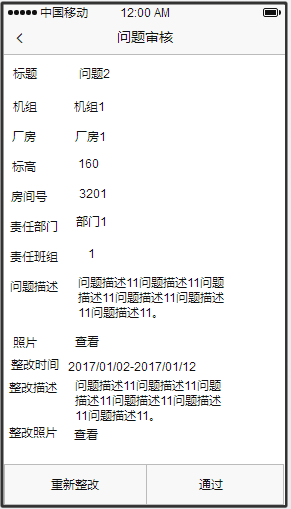 中国移动 12:00 AM
问题审核
标题 问题2
机组 机组1
厂房 厂房1
标高 160
房间号 3201
责任部门 部门1
责任班组 1
问题描述 问题描述11问题描述11问题
描述11问题描述11问题描述
11问题描述11。
照片 查看
整改时间 2017/01/02-2017/01/12
整改描述 问题描述11问题描述11问题
描述11问题描述11问题描述
11问题描述11。
整改照片 查看
重新整改 通过